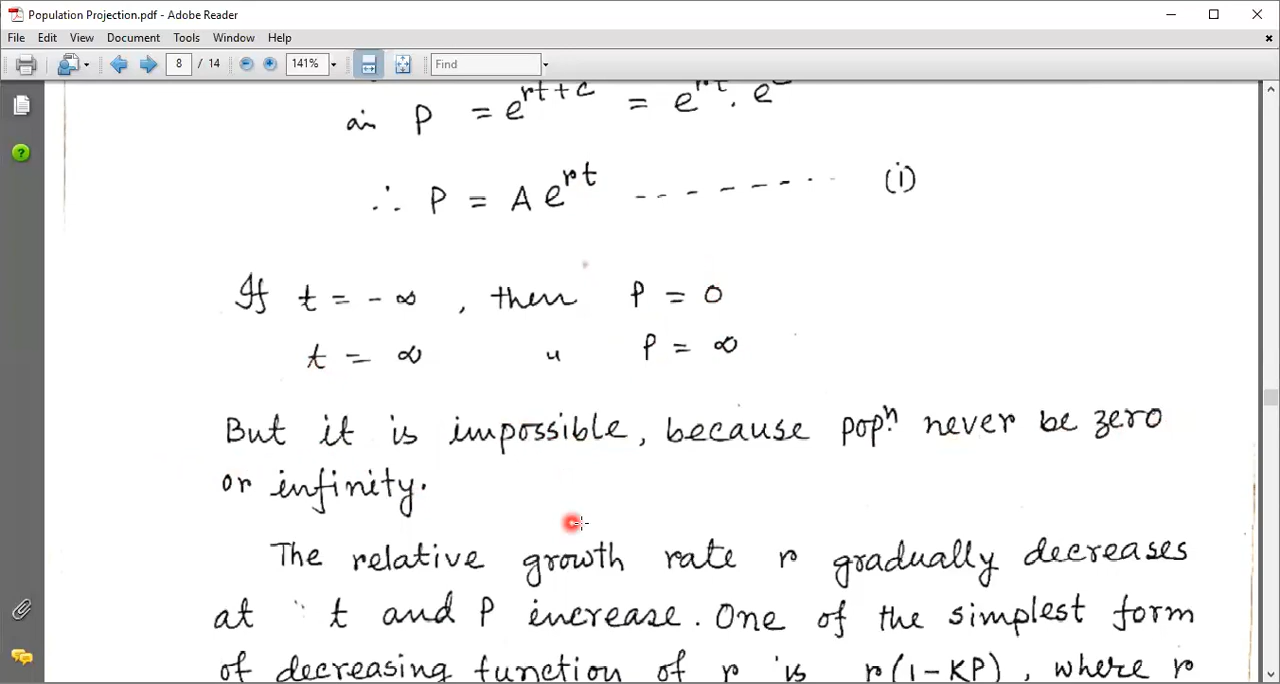 Population Projection.pdf - Adobe Reader
File Edit View Document Tools Window Help
8 / 14 141% Find
in P = e^{rt+c} = e^{rt} . e
∴ P = A e^{rt} --------- (i)
If t = -∞ , then P = 0
t = ∞ " P = ∞
But it is impossible, because popⁿ. never be zero
or infinity.
The relative growth rate r gradually decreases
at t and P increase. One of the simplest form
of decreasing function of r is r(1-KP), where r